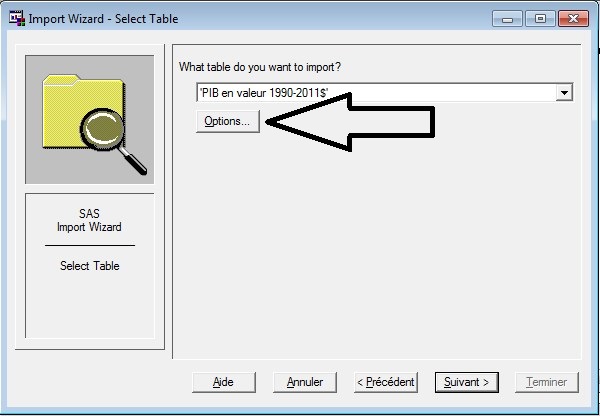 Import Wizard - Select Table
What table do you want to import?
'PIB en valeur 1990-2011$'
Options...
SAS
Import Wizard
Select Table
Aide
Annuler
< Précédent
Suivant >
Terminer